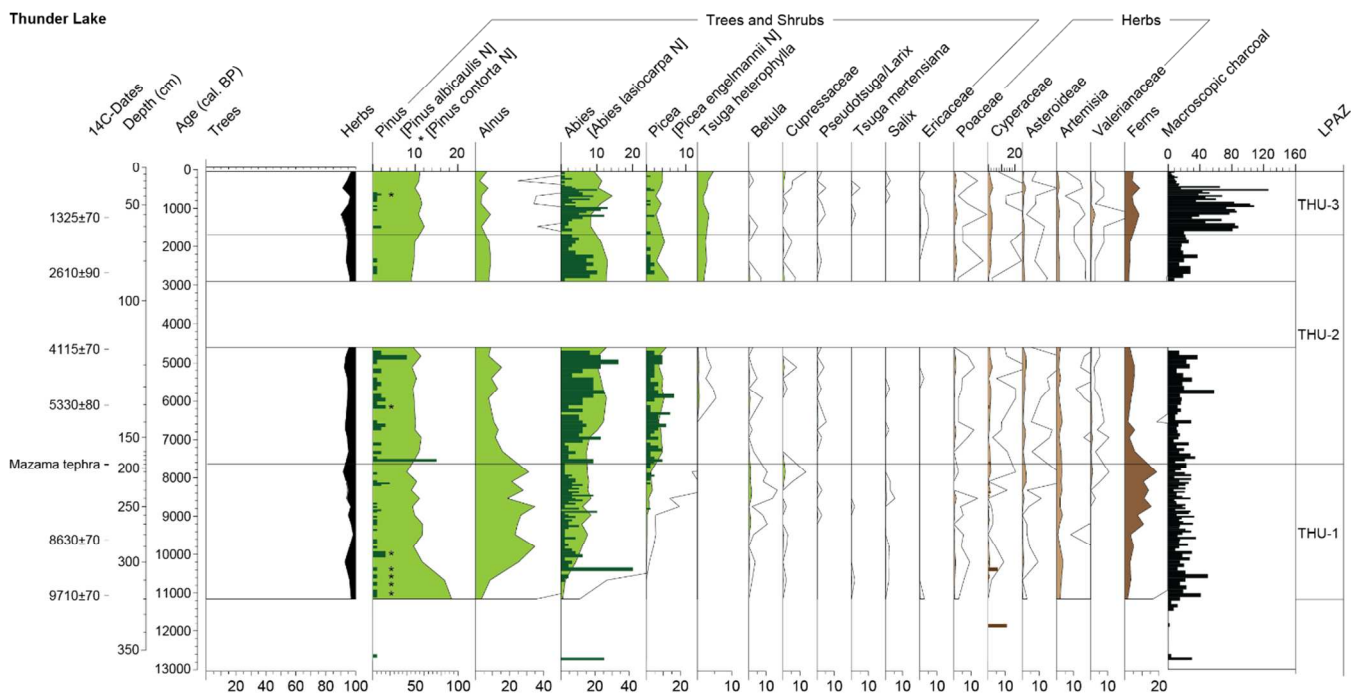 Thunder Lake
Trees and Shrubs
Herbs
14C-Dates
Depth (cm)
Age (cal. BP)
Trees
Herbs
Pinus
[Pinus albicaulis N]
* [Pinus contorta N]
Alnus
Abies
[Abies lasiocarpa N]
Picea
[Picea engelmannii N]
Tsuga heterophylla
Betula
Cupressaceae
Pseudotsuga/Larix
Tsuga mertensiana
Salix
Ericaceae
Poaceae
Cyperaceae
Asteroideae
Artemisia
Valerianaceae
Ferns
Macroscopic charcoal
LPAZ
10 20 10 20 10 20 0 40 80 120 160
0 0
50 1000 1325±70 THU-3
2000
2610±90
3000
100
4000 THU-2
4115±70
5000
5330±80 6000
150 7000
Mazama tephra
200 8000
250 9000
8630±70 THU-1
300 10000
9710±70 11000
12000
350
13000
20 40 60 80 100 50 100 20 40 20 40 10 20 10 10 10 10 10 10 10 10 10 10 10 10 20 0 40 80 120 160